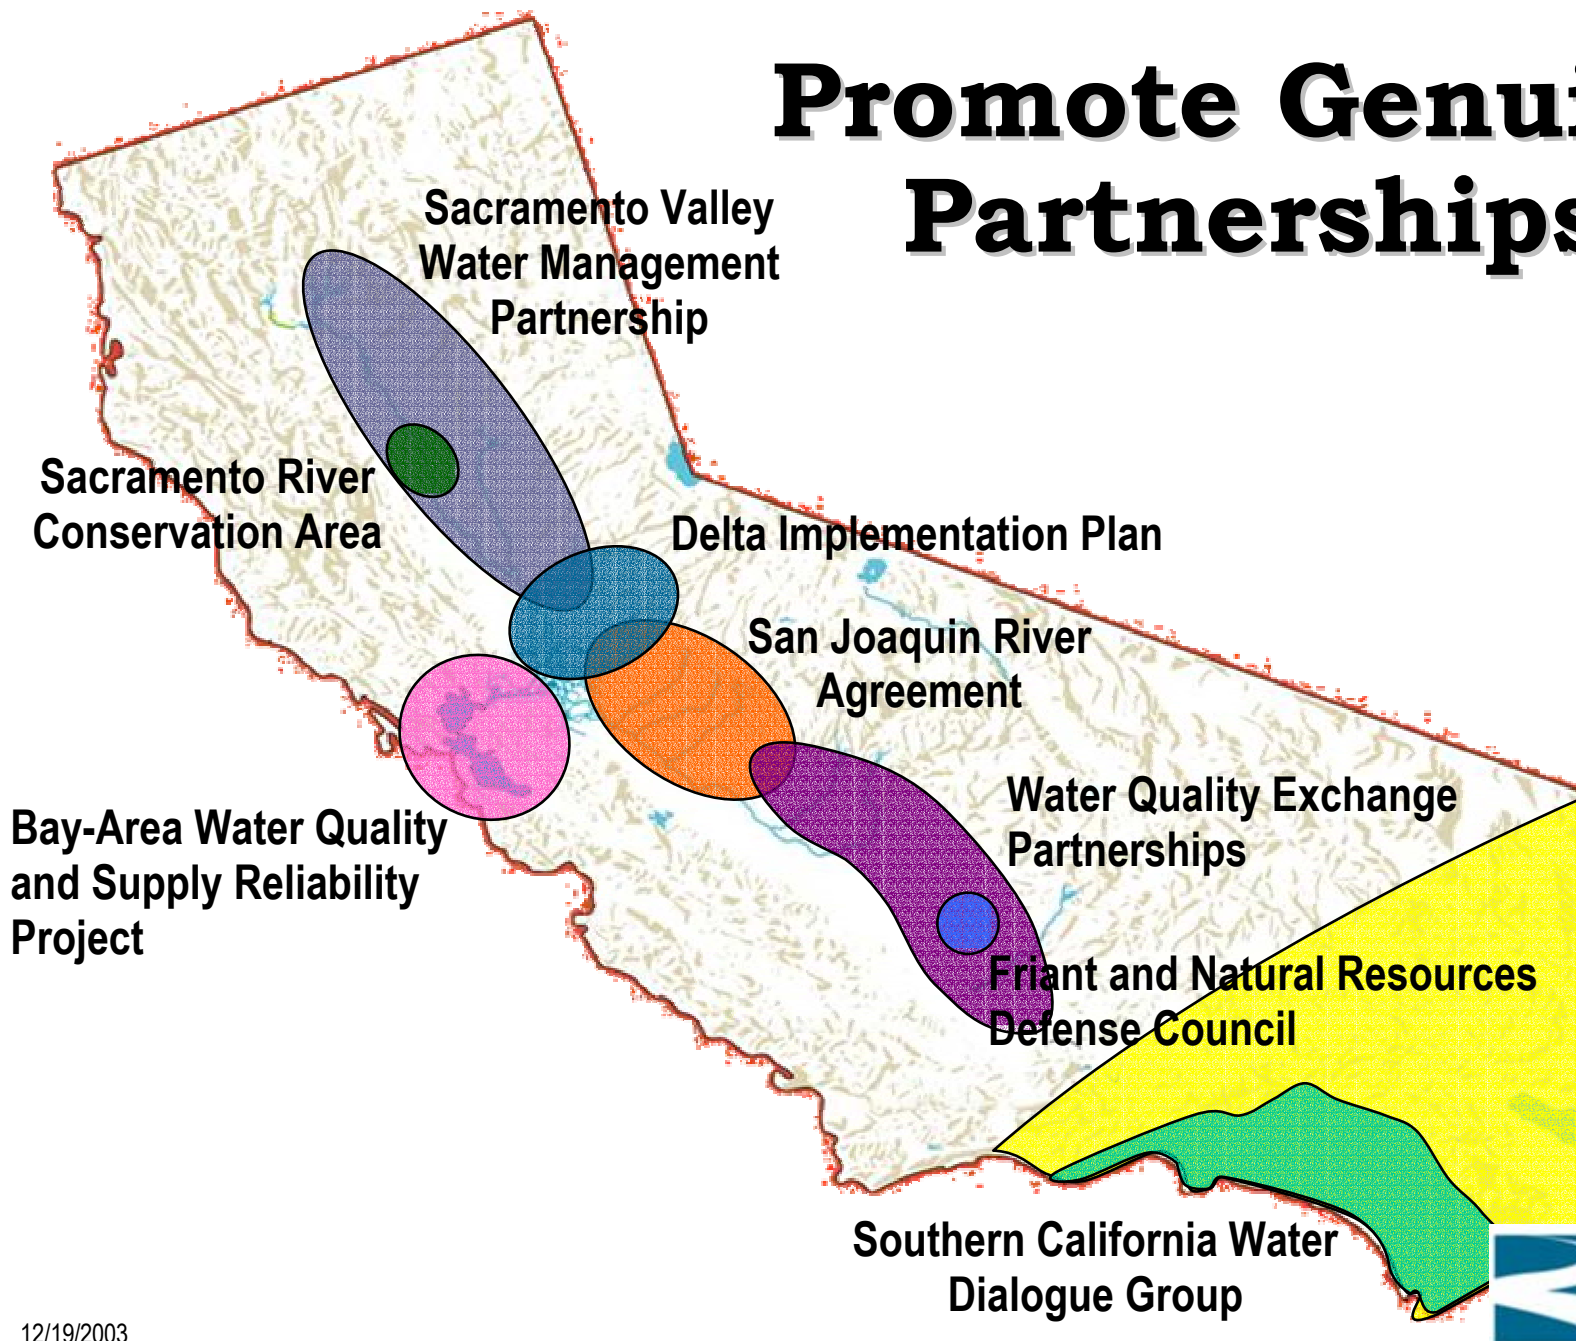 Promote Genui
Partnerships
Sacramento Valley
Water Management
Partnership
Sacramento River
Conservation Area
Delta Implementation Plan
San Joaquin River
Agreement
Water Quality Exchange
Partnerships
Bay-Area Water Quality
and Supply Reliability
Project
Friant and Natural Resources
Defense Council
Southern California Water
Dialogue Group
12/19/2003